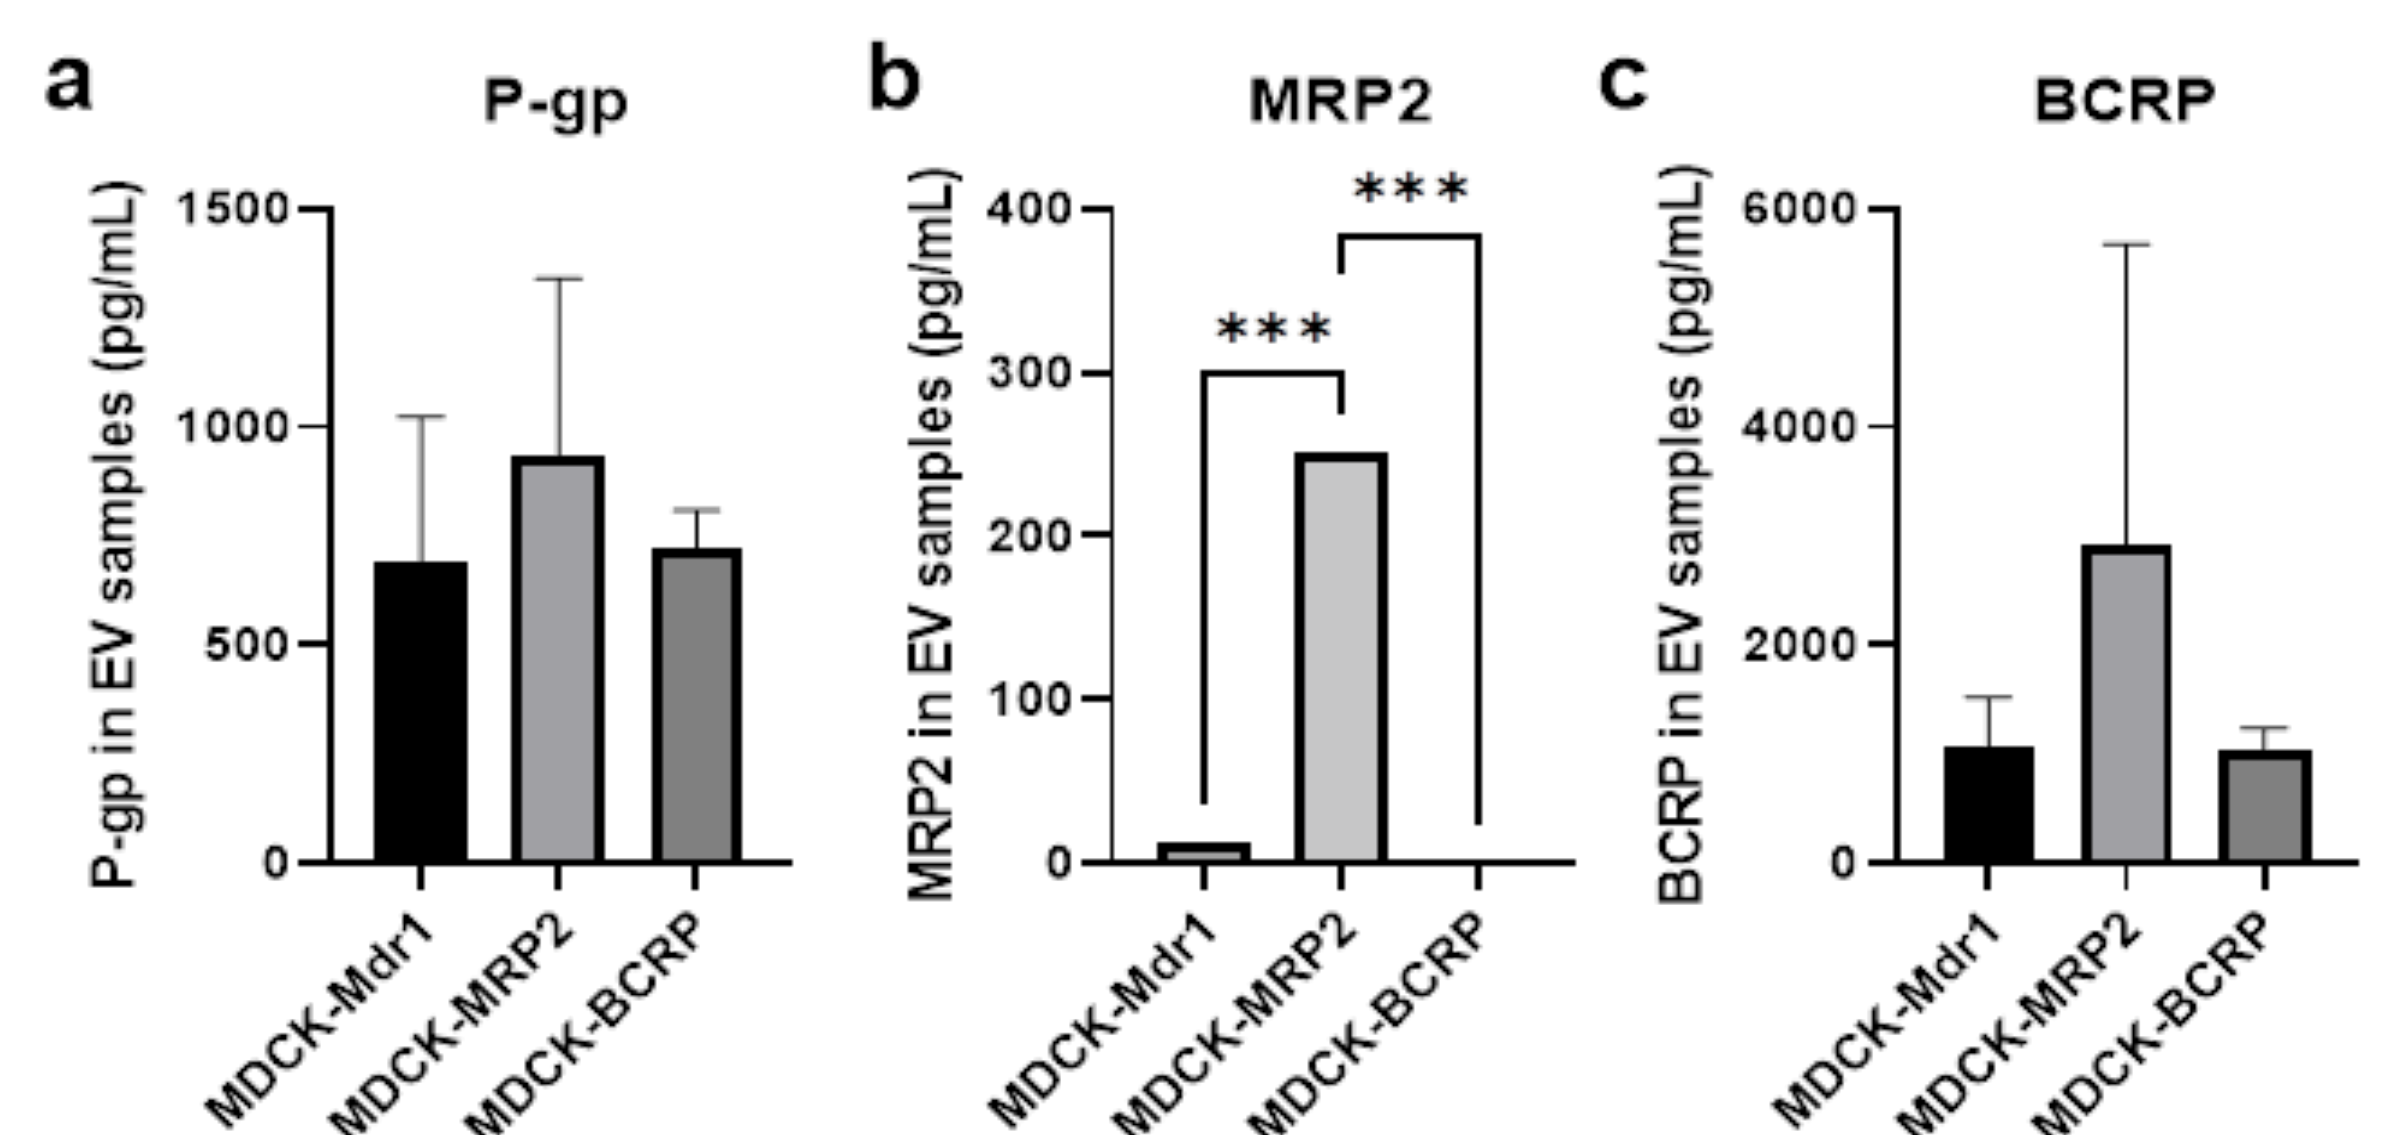 a
P-gp
P-gp in EV samples (pg/mL)
1500
1000
500
0
MDCK-Mdr1
MDCK-MRP2
MDCK-BCRP
b
MRP2
MRP2 in EV samples (pg/mL)
400
300
200
100
0
***
***
MDCK-Mdr1
MDCK-MRP2
MDCK-BCRP
c
BCRP
BCRP in EV samples (pg/mL)
6000
4000
2000
0
MDCK-Mdr1
MDCK-MRP2
MDCK-BCRP